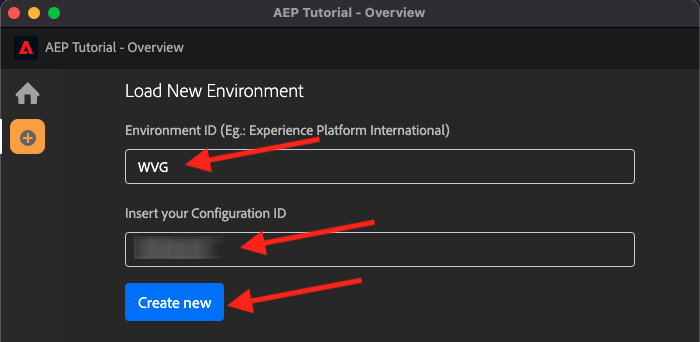 AEP Tutorial - Overview
AEP Tutorial - Overview
Load New Environment
Environment ID (Eg.: Experience Platform International)
WVG
Insert your Configuration ID
Create new